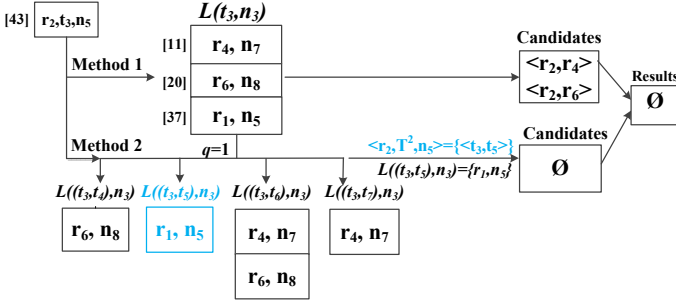 [43] r2,t3,n5
L(t3,n3)
[11] r4, n7
[20] r6, n8
[37] r1, n5
Method 1
Candidates
<r2,r4>
<r2,r6>
Results
Ø
Method 2
q=1
<r2,T²,n5>={<t3,t5>}
L((t3,t5),n3)={r1,n5}
Candidates
Ø
L((t3,t4),n3) L((t3,t5),n3) L((t3,t6),n3) L((t3,t7),n3)
r6, n8 r1, n5 r4, n7 r4, n7
r6, n8